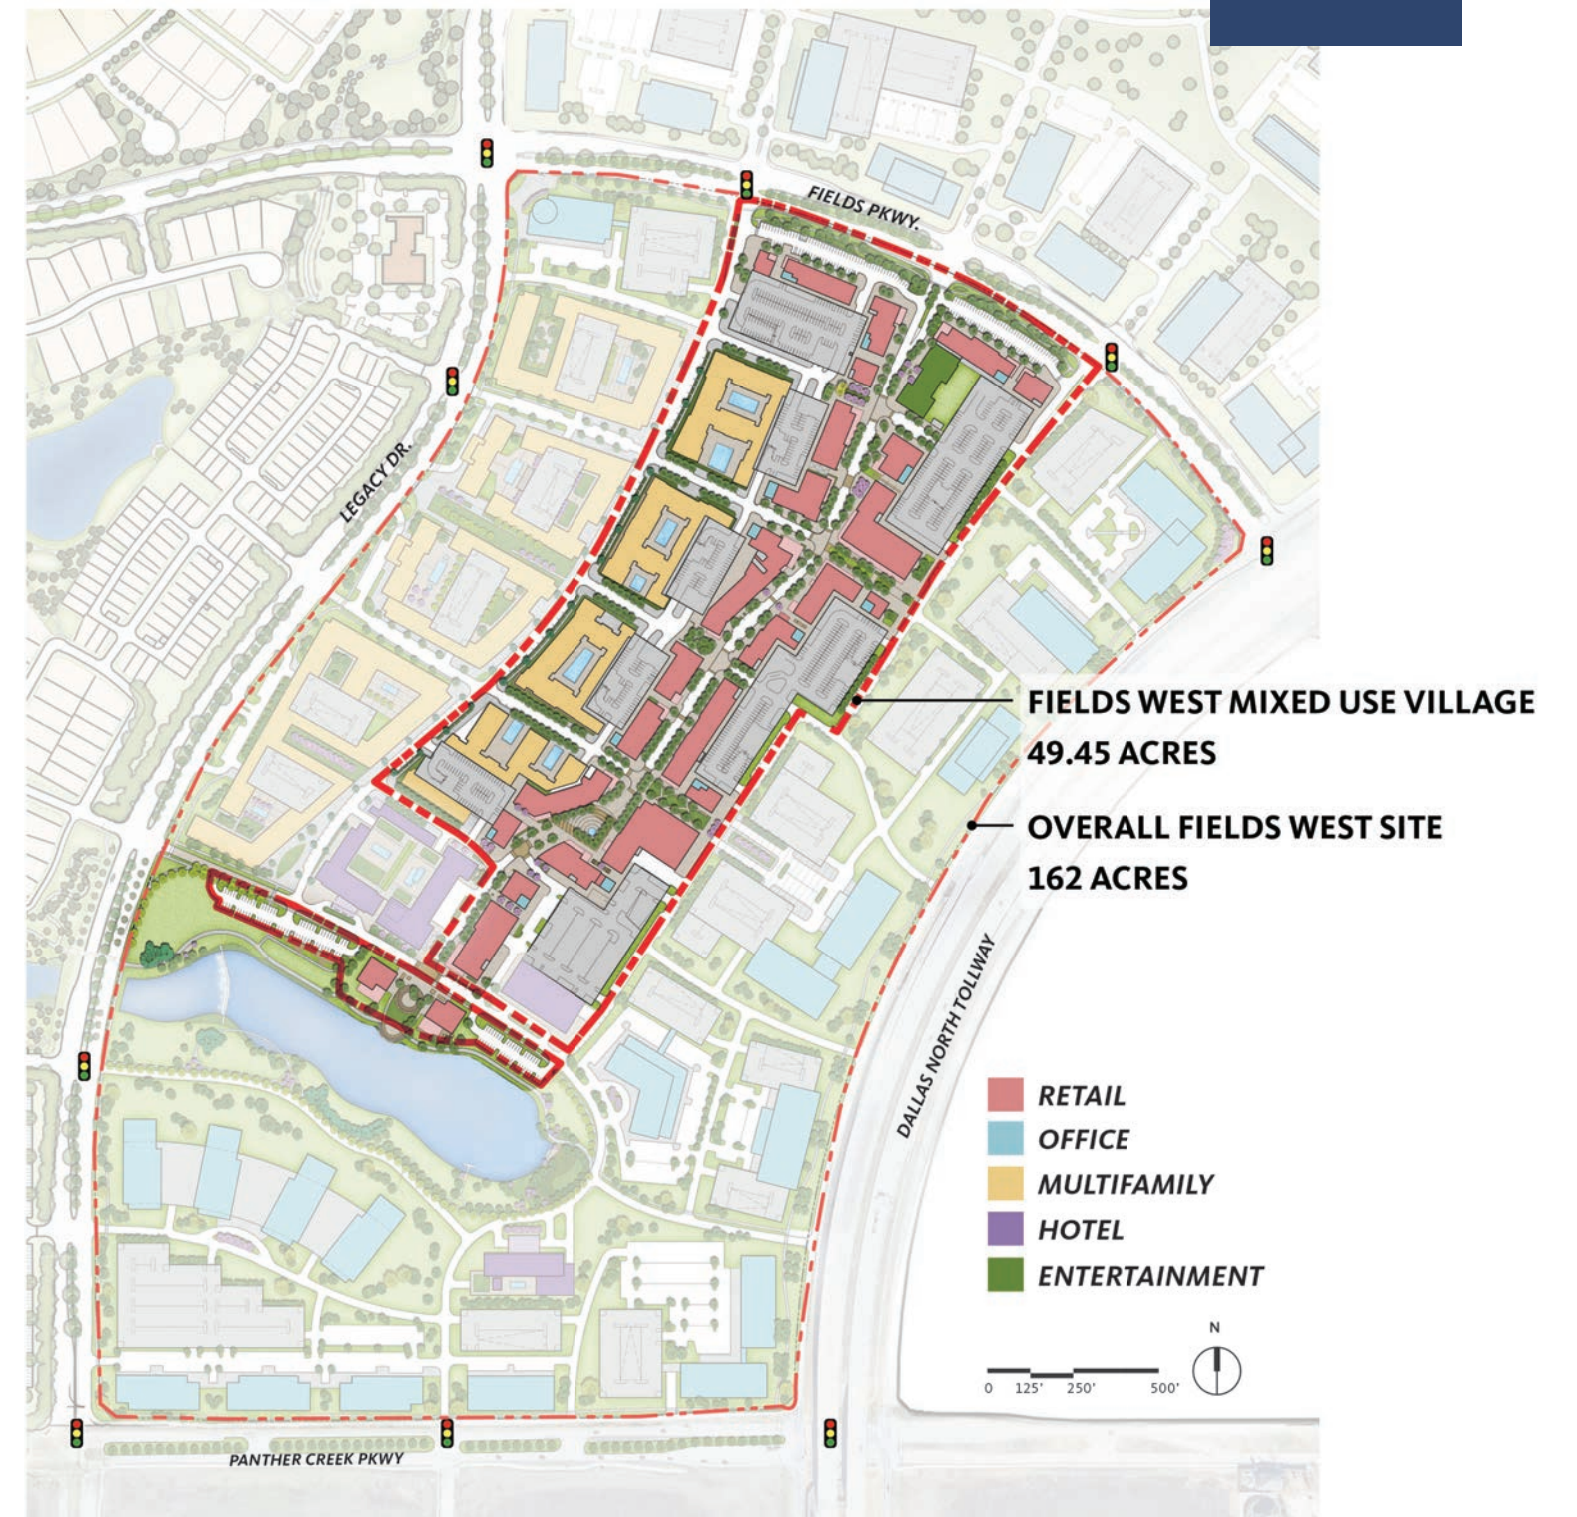 FIELDS PKWY.
LEGACY DR.
FIELDS WEST MIXED USE VILLAGE
49.45 ACRES
OVERALL FIELDS WEST SITE
162 ACRES
DALLAS NORTH TOLLWAY
RETAIL
OFFICE
MULTIFAMILY
HOTEL
ENTERTAINMENT
N
0 125' 250' 500'
PANTHER CREEK PKWY